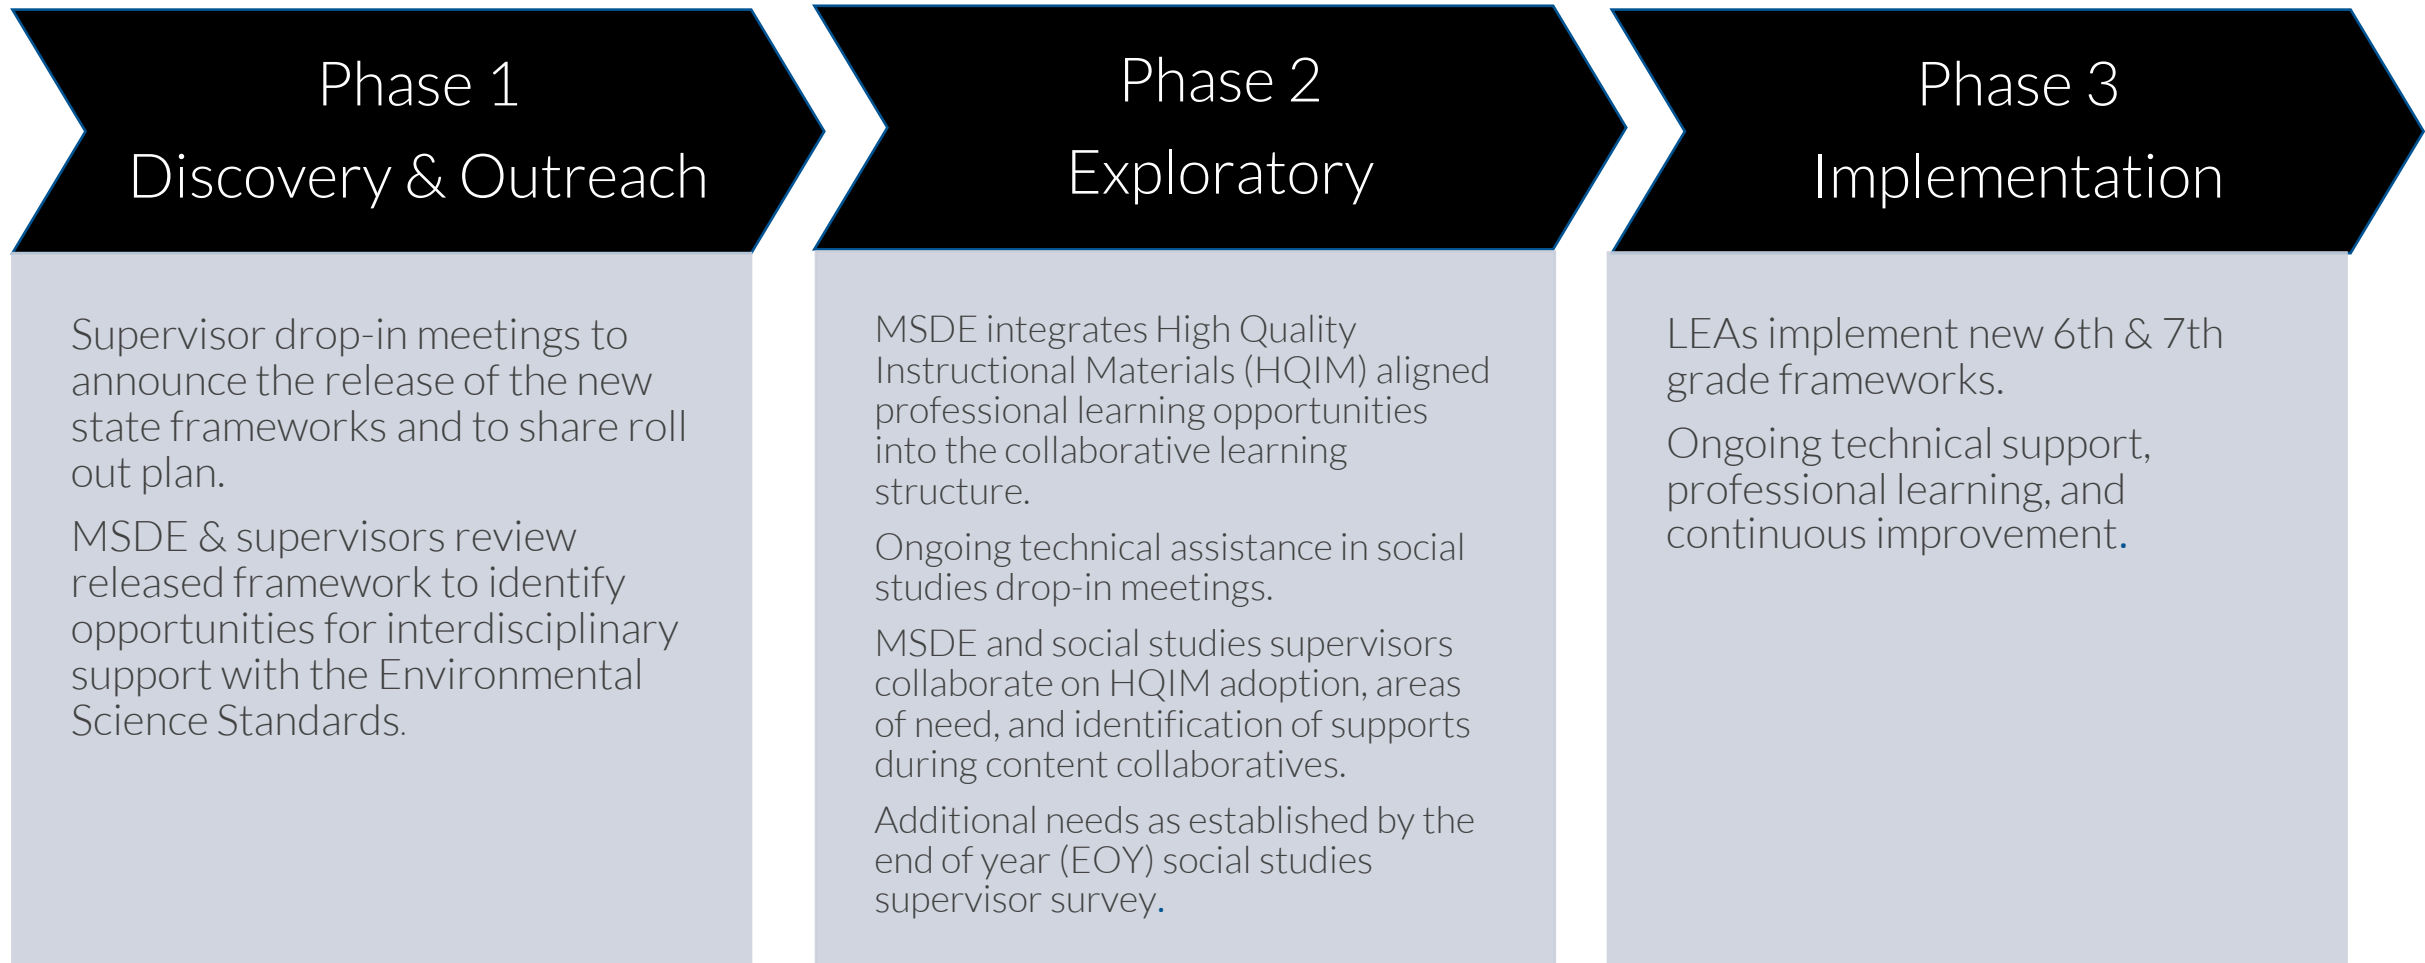 Phase 1
Discovery & Outreach
Supervisor drop-in meetings to
announce the release of the new
state frameworks and to share roll
out plan.
MSDE & supervisors review
released framework to identify
opportunities for interdisciplinary
support with the Environmental
Science Standards.
Phase 2
Exploratory
MSDE integrates High Quality
Instructional Materials (HQIM) aligned
professional learning opportunities
into the collaborative learning
structure.
Ongoing technical assistance in social
studies drop-in meetings.
MSDE and social studies supervisors
collaborate on HQIM adoption, areas
of need, and identification of supports
during content collaboratives.
Additional needs as established by the
end of year (EOY) social studies
supervisor survey.
Phase 3
Implementation
LEAs implement new 6th & 7th
grade frameworks.
Ongoing technical support,
professional learning, and
continuous improvement.